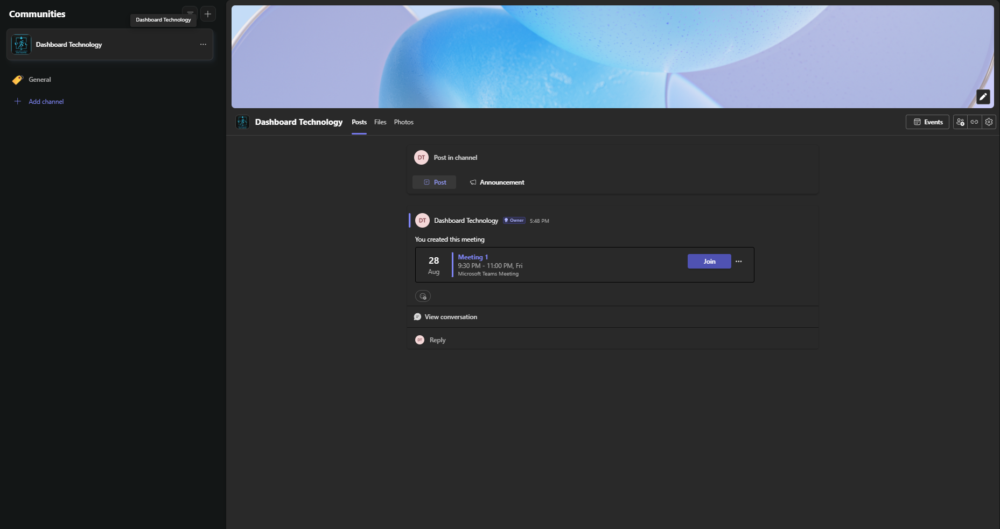 Communities
Dashboard Technology
Dashboard Technology
General
Add channel
Dashboard Technology
Posts
Files
Photos
Events
DT
Post in channel
Post
Announcement
DT
Dashboard Technology
Owner
5:48 PM
You created this meeting
28
Aug
Meeting 1
9:30 PM - 11:00 PM, Fri
Microsoft Teams Meeting
Join
View conversation
DT
Reply